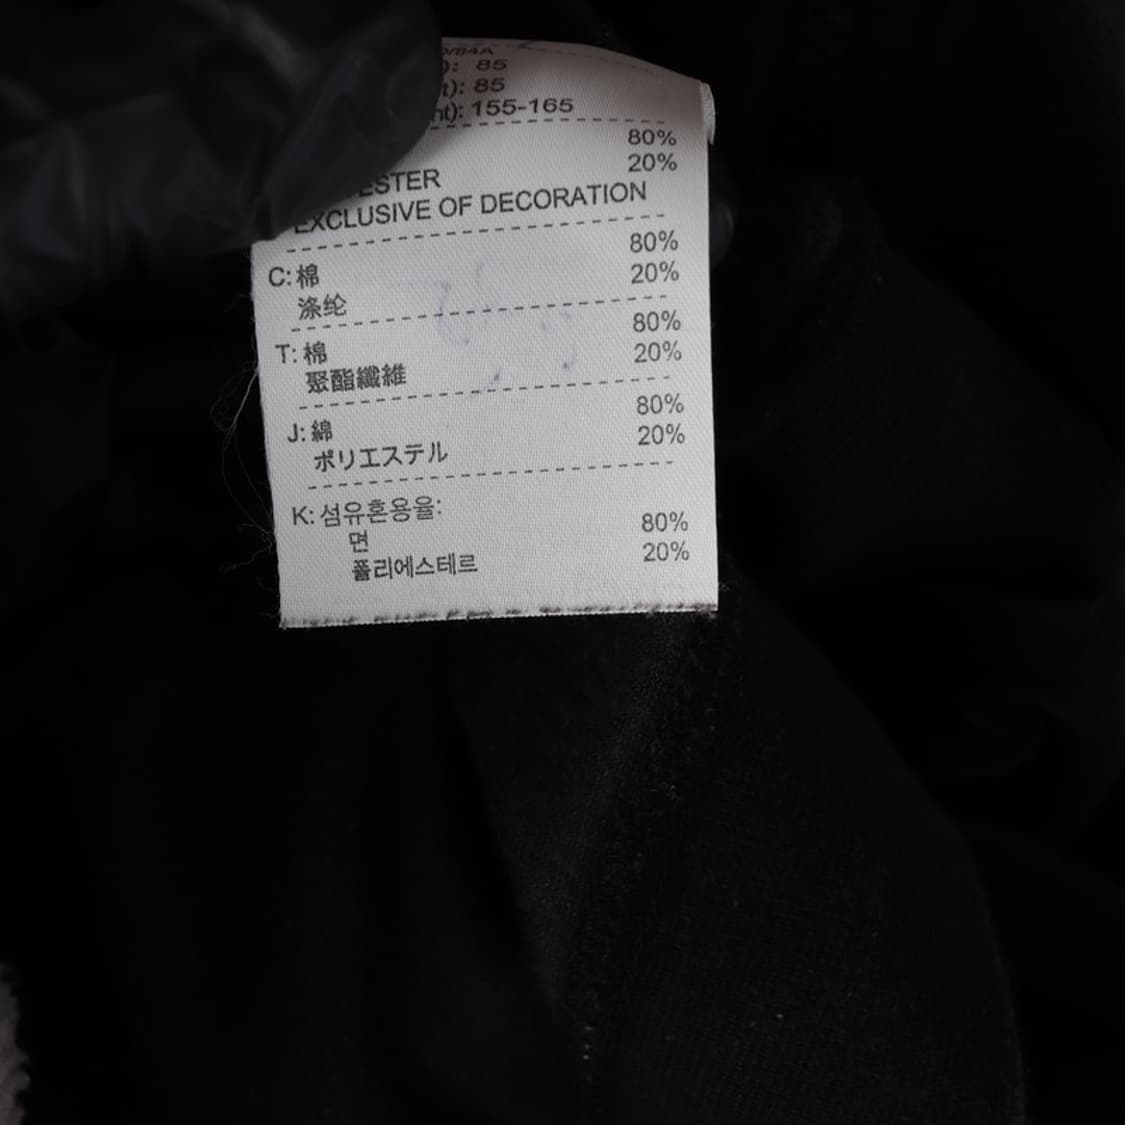 /84A
): 85
t): 85
ht): 155-165
80%
20%
ESTER
EXCLUSIVE OF DECORATION
80%
C: 棉
20%
涤纶
80%
T: 棉
20%
聚酯纖維
80%
J: 綿
20%
ポリエステル
K: 섬유혼용율:
면 80%
폴리에스테르 20%